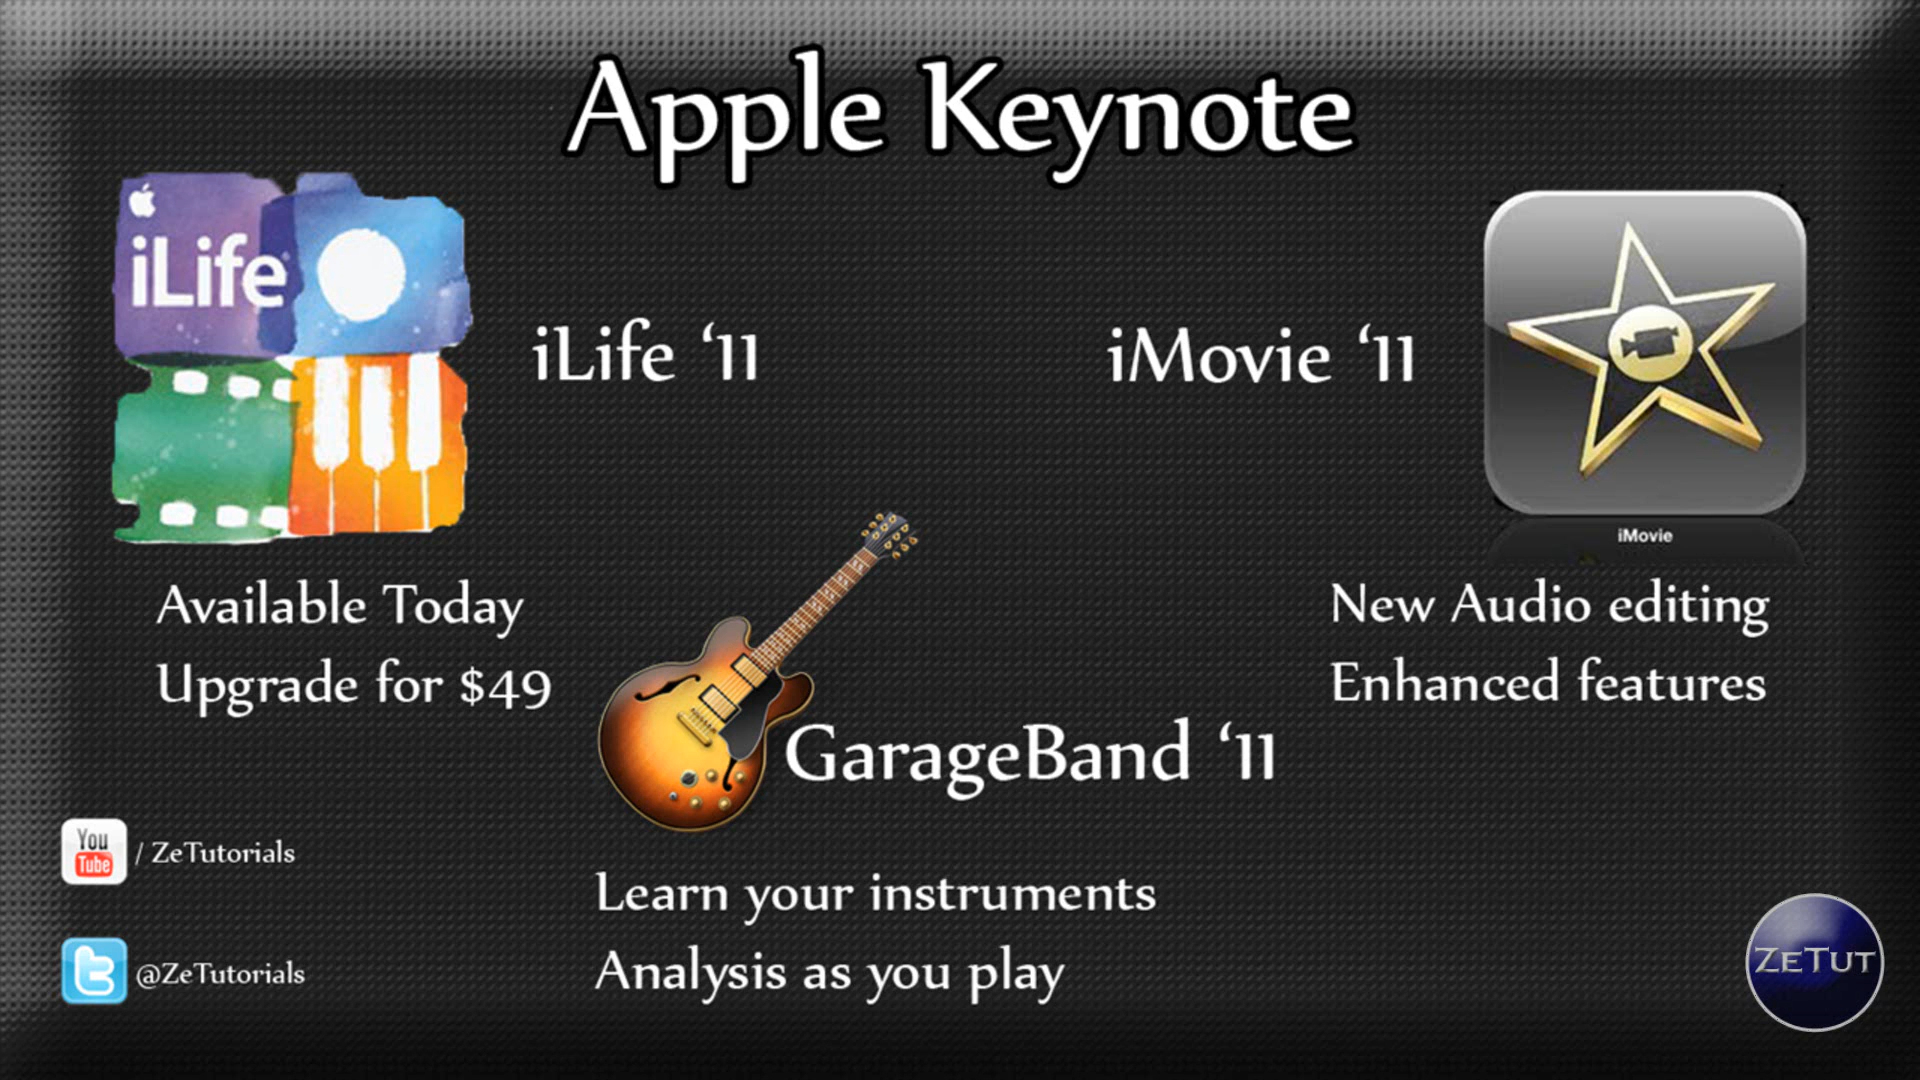 Apple Keynote
iLife
iLife ‘11
iMovie ‘11
iMovie
Available Today
Upgrade for $49
New Audio editing
Enhanced features
GarageBand ‘11
Learn your instruments
Analysis as you play
You
Tube
/ ZeTutorials
@ZeTutorials
ZeTut